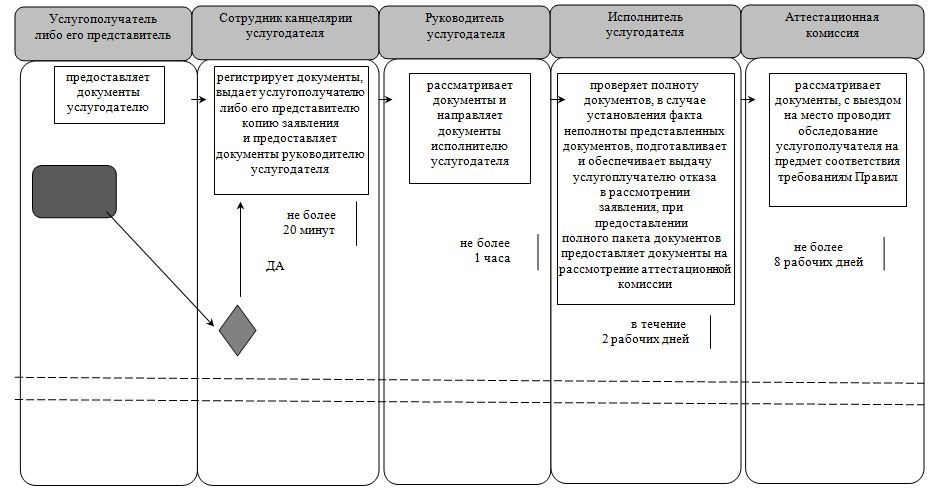 Услугополучатель
либо его представитель
Сотрудник канцелярии
услугодателя
Руководитель
услугодателя
Исполнитель
услугодателя
Аттестационная
комиссия
предоставляет
документы
услугодателю
регистрирует документы,
выдает услугополучателю
либо его представителю
копию заявления
и предоставляет
документы руководителю
услугодателя
не более
20 минут
ДА
рассматривает
документы и
направляет
документы
исполнителю
услугодателя
не более
1 часа
проверяет полноту
документов, в случае
установления факта
неполноты представленных
документов, подготавливает
и обеспечивает выдачу
услугоплучателю отказа
в рассмотрении
заявления, при
предоставлении
полного пакета документов
предоставляет документы на
рассмотрение аттестационной
комиссии
в течение
2 рабочих дней
рассматривает
документы, с выездом
на место проводит
обследование
услугополучателя на
предмет соответствия
требованиям Правил
не более
8 рабочих дней